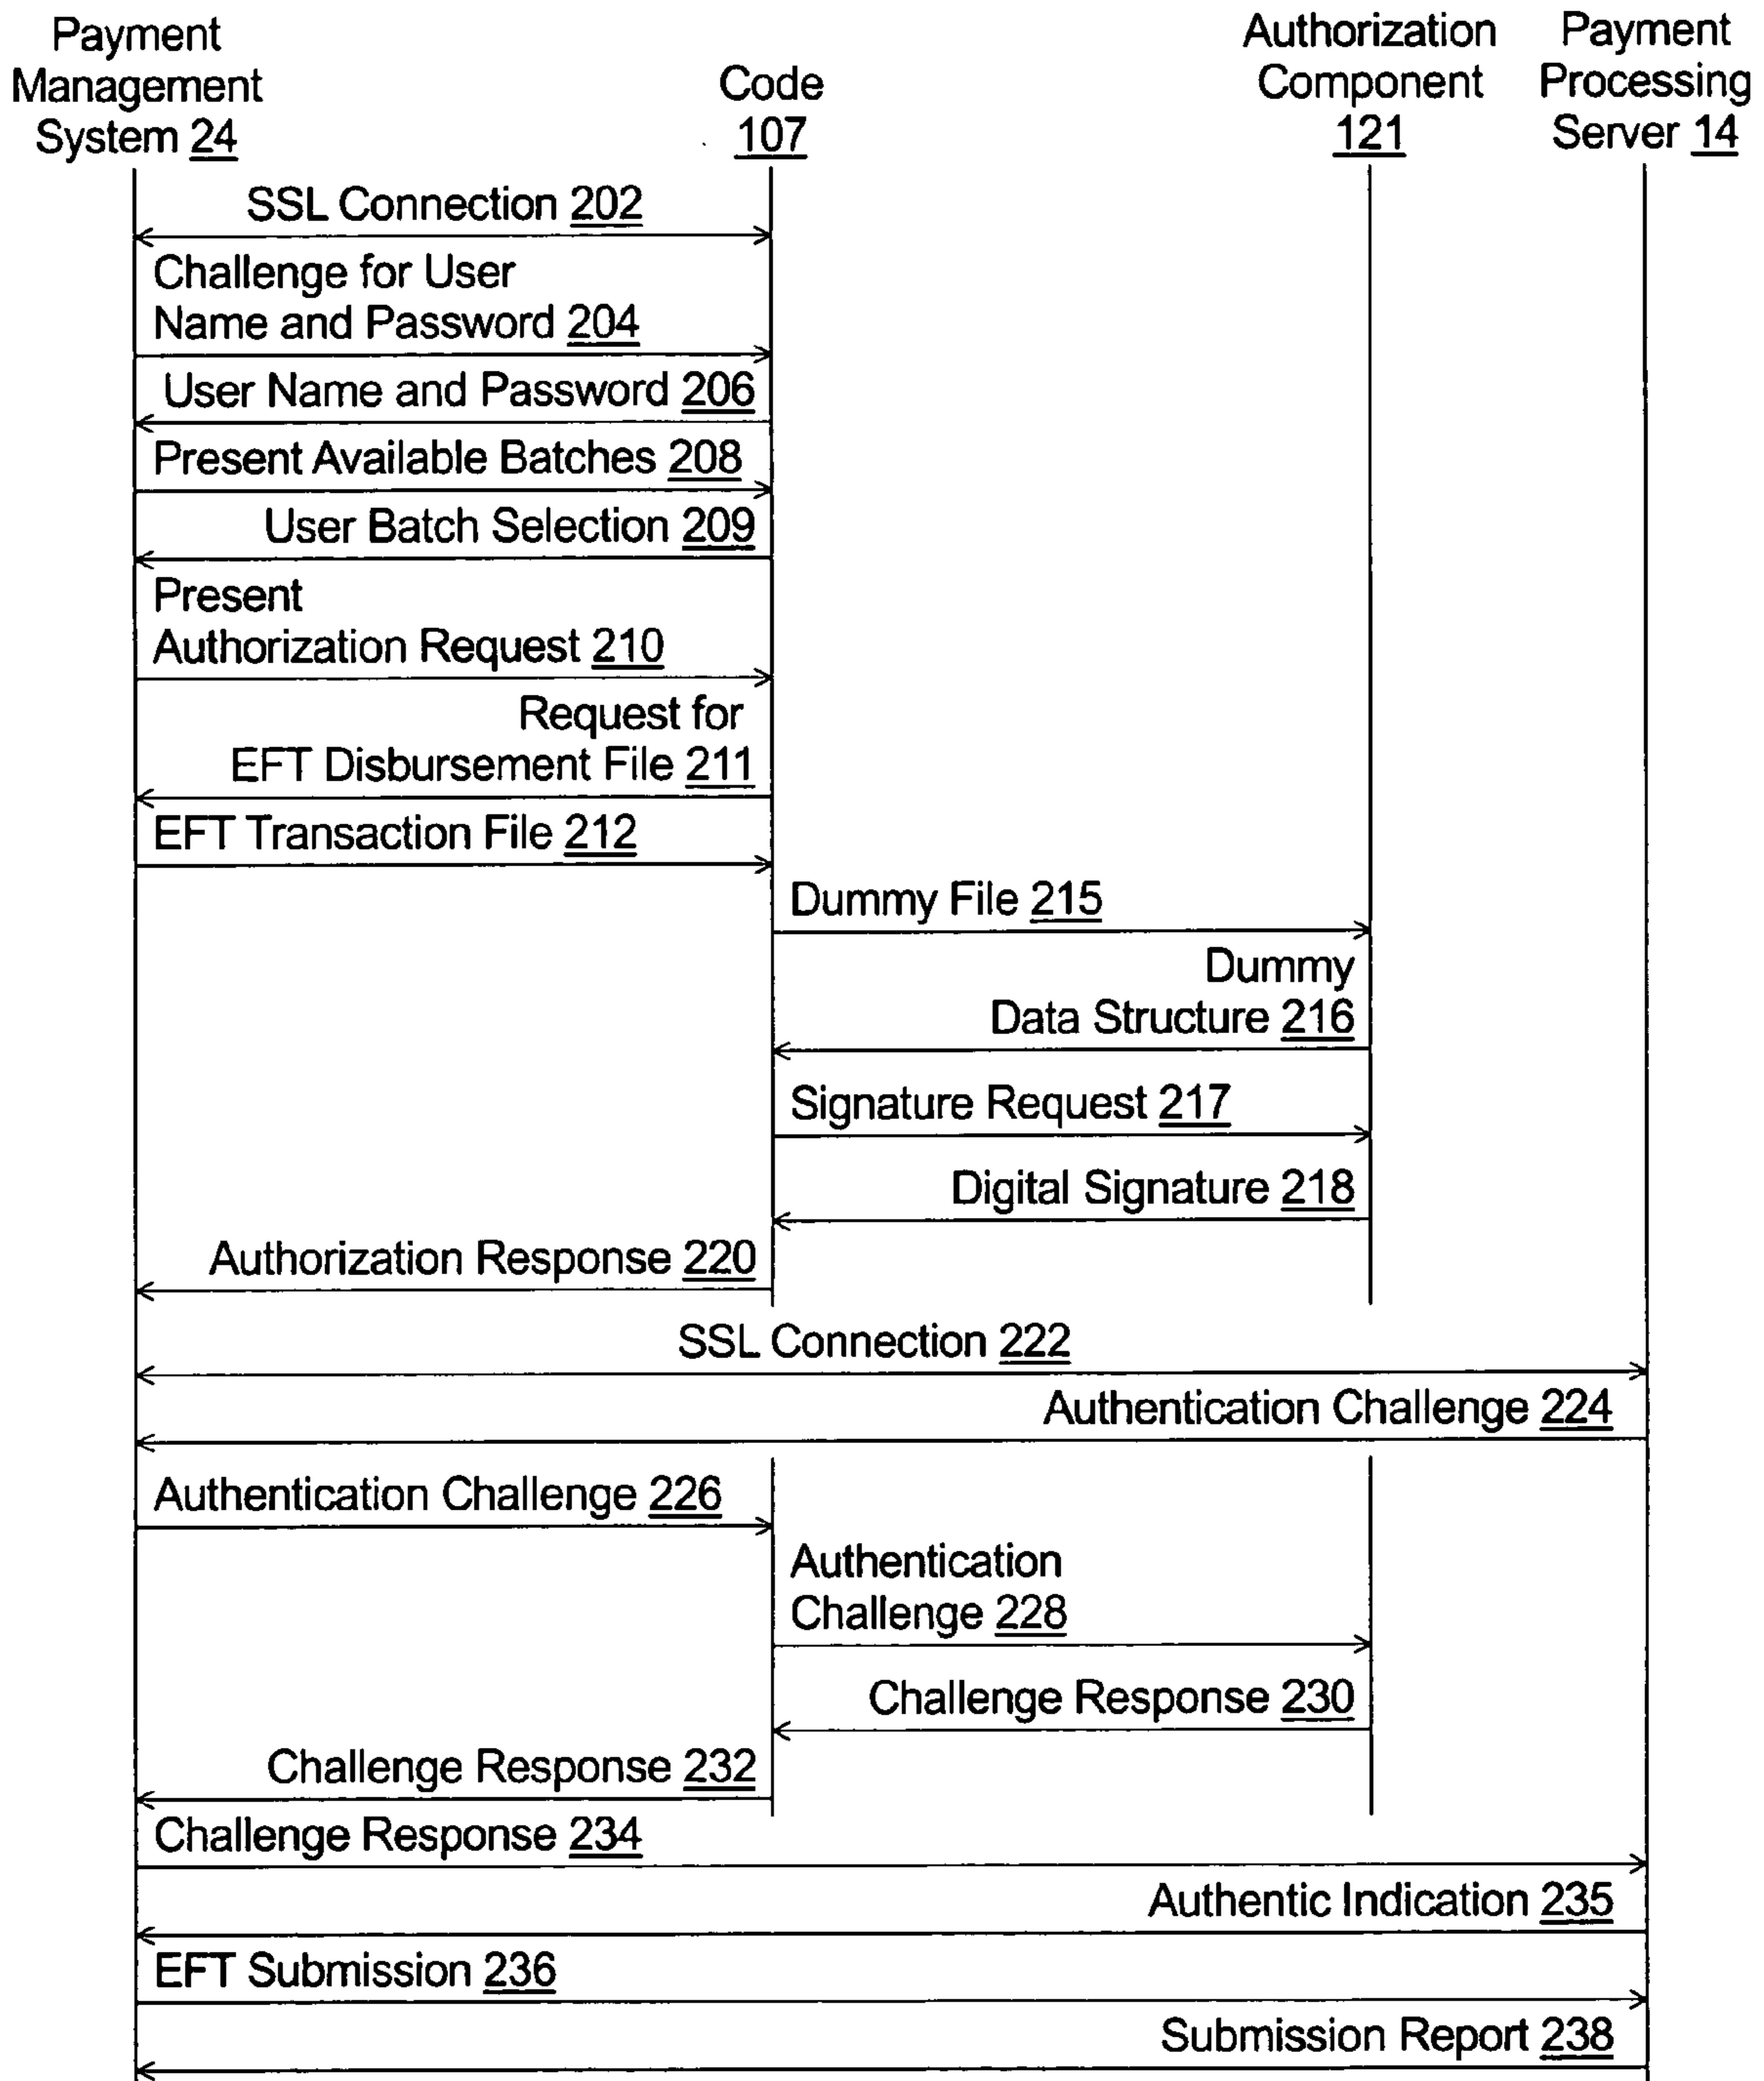 Payment
Management
System 24
Code
107
Authorization
Component
121
Payment
Processing
Server 14
SSL Connection 202
Challenge for User
Name and Password 204
User Name and Password 206
Present Available Batches 208
User Batch Selection 209
Present
Authorization Request 210
Request for
EFT Disbursement File 211
EFT Transaction File 212
Dummy File 215
Dummy
Data Structure 216
Signature Request 217
Digital Signature 218
Authorization Response 220
SSL Connection 222
Authentication Challenge 224
Authentication Challenge 226
Authentication
Challenge 228
Challenge Response 230
Challenge Response 232
Challenge Response 234
Authentic Indication 235
EFT Submission 236
Submission Report 238